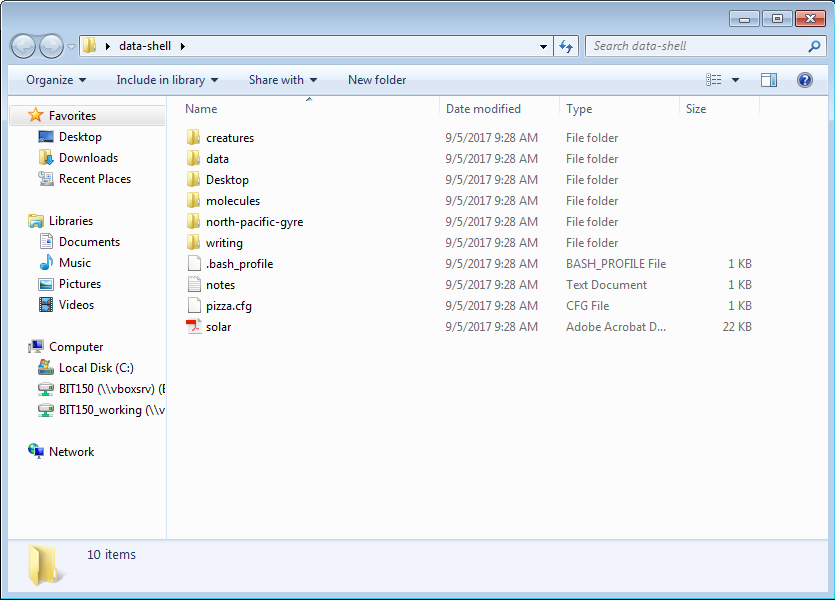 data-shell
Search data-shell
Organize Include in library Share with New folder
Name Date modified Type Size
Favorites
Desktop
Downloads
Recent Places
Libraries
Documents
Music
Pictures
Videos
Computer
Local Disk (C:)
BIT150 (\\vboxsrv) (E
BIT150_working (\\v
Network
creatures 9/5/2017 9:28 AM File folder
data 9/5/2017 9:28 AM File folder
Desktop 9/5/2017 9:28 AM File folder
molecules 9/5/2017 9:28 AM File folder
north-pacific-gyre 9/5/2017 9:28 AM File folder
writing 9/5/2017 9:28 AM File folder
.bash_profile 9/5/2017 9:28 AM BASH_PROFILE File 1 KB
notes 9/5/2017 9:28 AM Text Document 1 KB
pizza.cfg 9/5/2017 9:28 AM CFG File 1 KB
solar 9/5/2017 9:28 AM Adobe Acrobat D... 22 KB
10 items